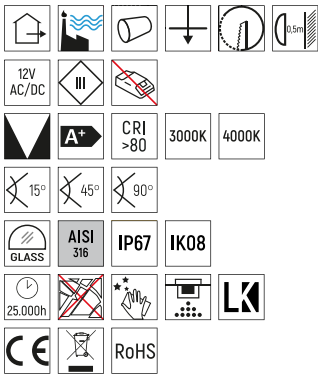 0,5m
12V
AC/DC
III
A+
CRI
>80
3000K
4000K
15°
45°
90°
GLASS
AISI
316
IP67
IK08
25.000h
LK
CE
RoHS